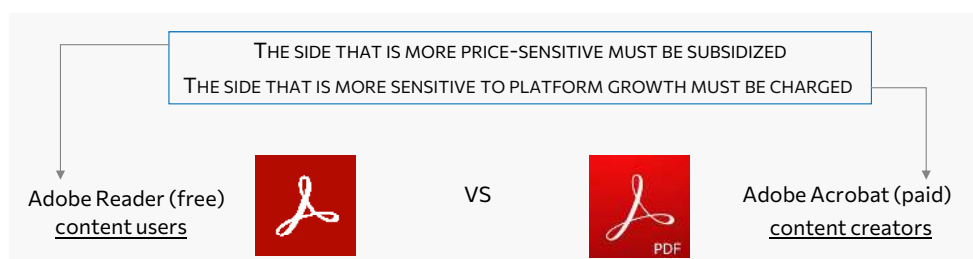 THE SIDE THAT IS MORE PRICE-SENSITIVE MUST BE SUBSIDIZED
THE SIDE THAT IS MORE SENSITIVE TO PLATFORM GROWTH MUST BE CHARGED
Adobe Reader (free)
content users
VS
PDF
Adobe Acrobat (paid)
content creators